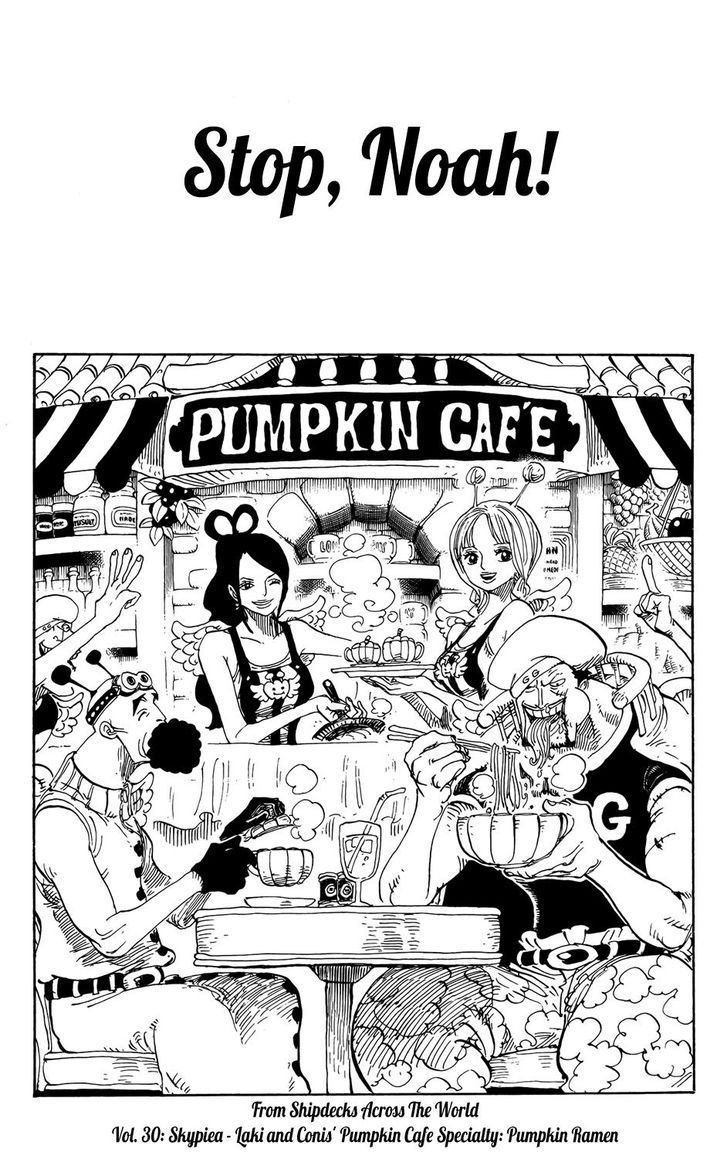 Stop, Noah!
PUMPKIN CAF'E
G
From Shipdecks Across The World
Vol. 30: Skypiea - Laki and Conis' Pumpkin Cafe Specialty: Pumpkin Ramen